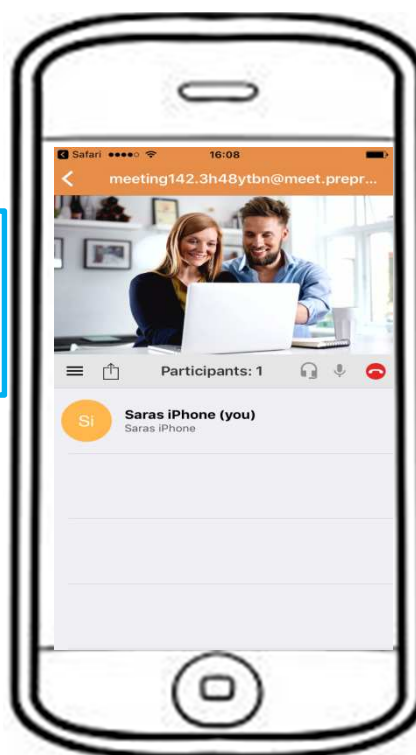 Safari 16:08
meeting142.3h48ytbn@meet.prepr...
Participants: 1
Si
Saras iPhone (you)
Saras iPhone